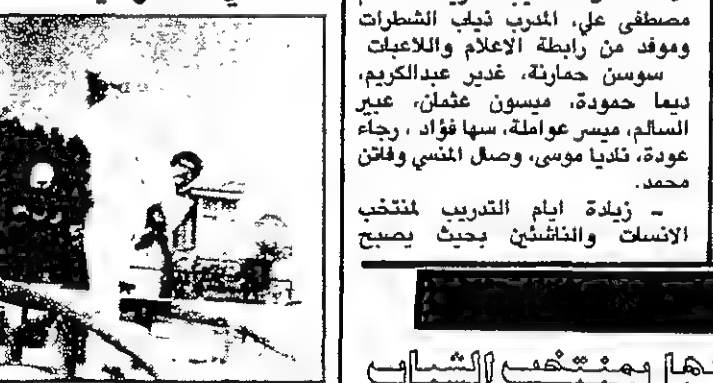 مصطفى علي، المدرب ذياب الشطرات
وموفد من رابطة الاعلام واللاعبات
سوسن حمارنة، غدير عبدالكريم،
ديما حمودة، ميسون عثمان، عبير
السالم، ميسر عواملة، سها فؤاد، رجاء
عودة، ناديا موسى، وصال المنسي وفاتن
محمد.
- زيادة ايام التدريب لمنتخب
الانسات والناشئين بحيث يصبح
ومنتخب الشباب